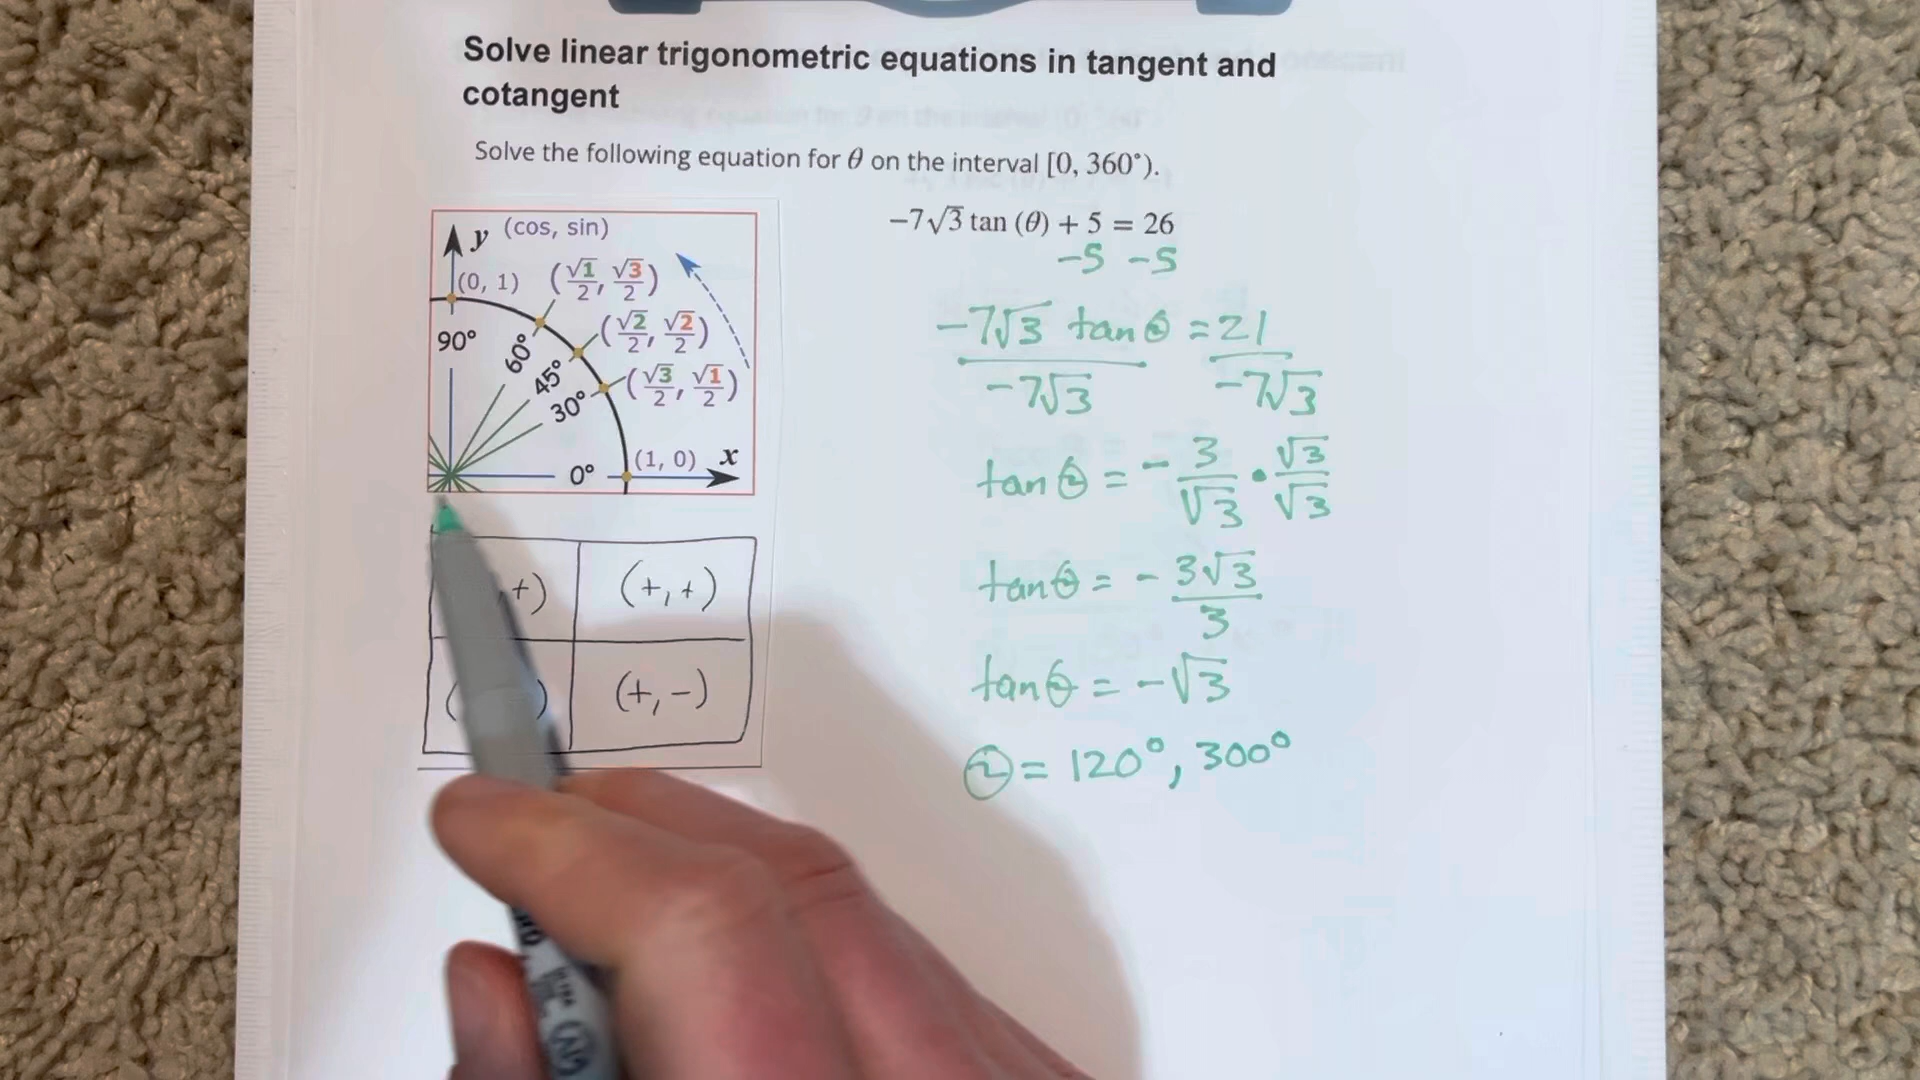 Solve linear trigonometric equations in tangent and
cotangent
Solve the following equation for θ on the interval [0, 360°).
−7√3 tan (θ) + 5 = 26
−5 −5
−7√3 tan θ = 21
−7√3 −7√3
tan θ = − 3/√3 • √3/√3
tan θ = − 3√3/3
tan θ = −√3
θ = 120°, 300°
y (cos, sin)
(0, 1) (√1/2, √3/2)
(√2/2, √2/2)
(√3/2, √1/2)
90° 60° 45° 30°
0° (1, 0) x
+) (+,+)
( ) (+,−)